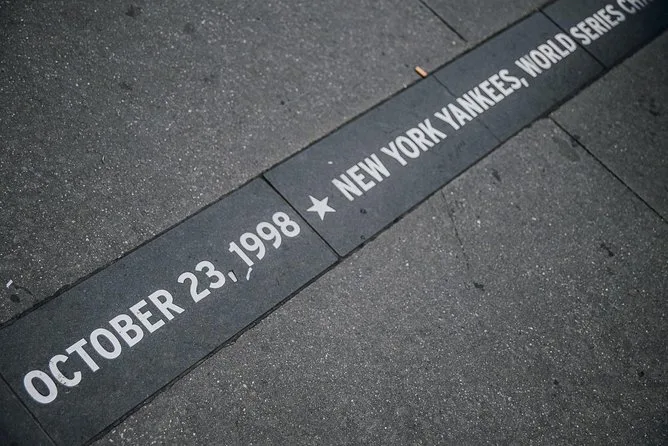 OCTOBER 23, 1998 ★ NEW YORK YANKEES, WORLD SERIES